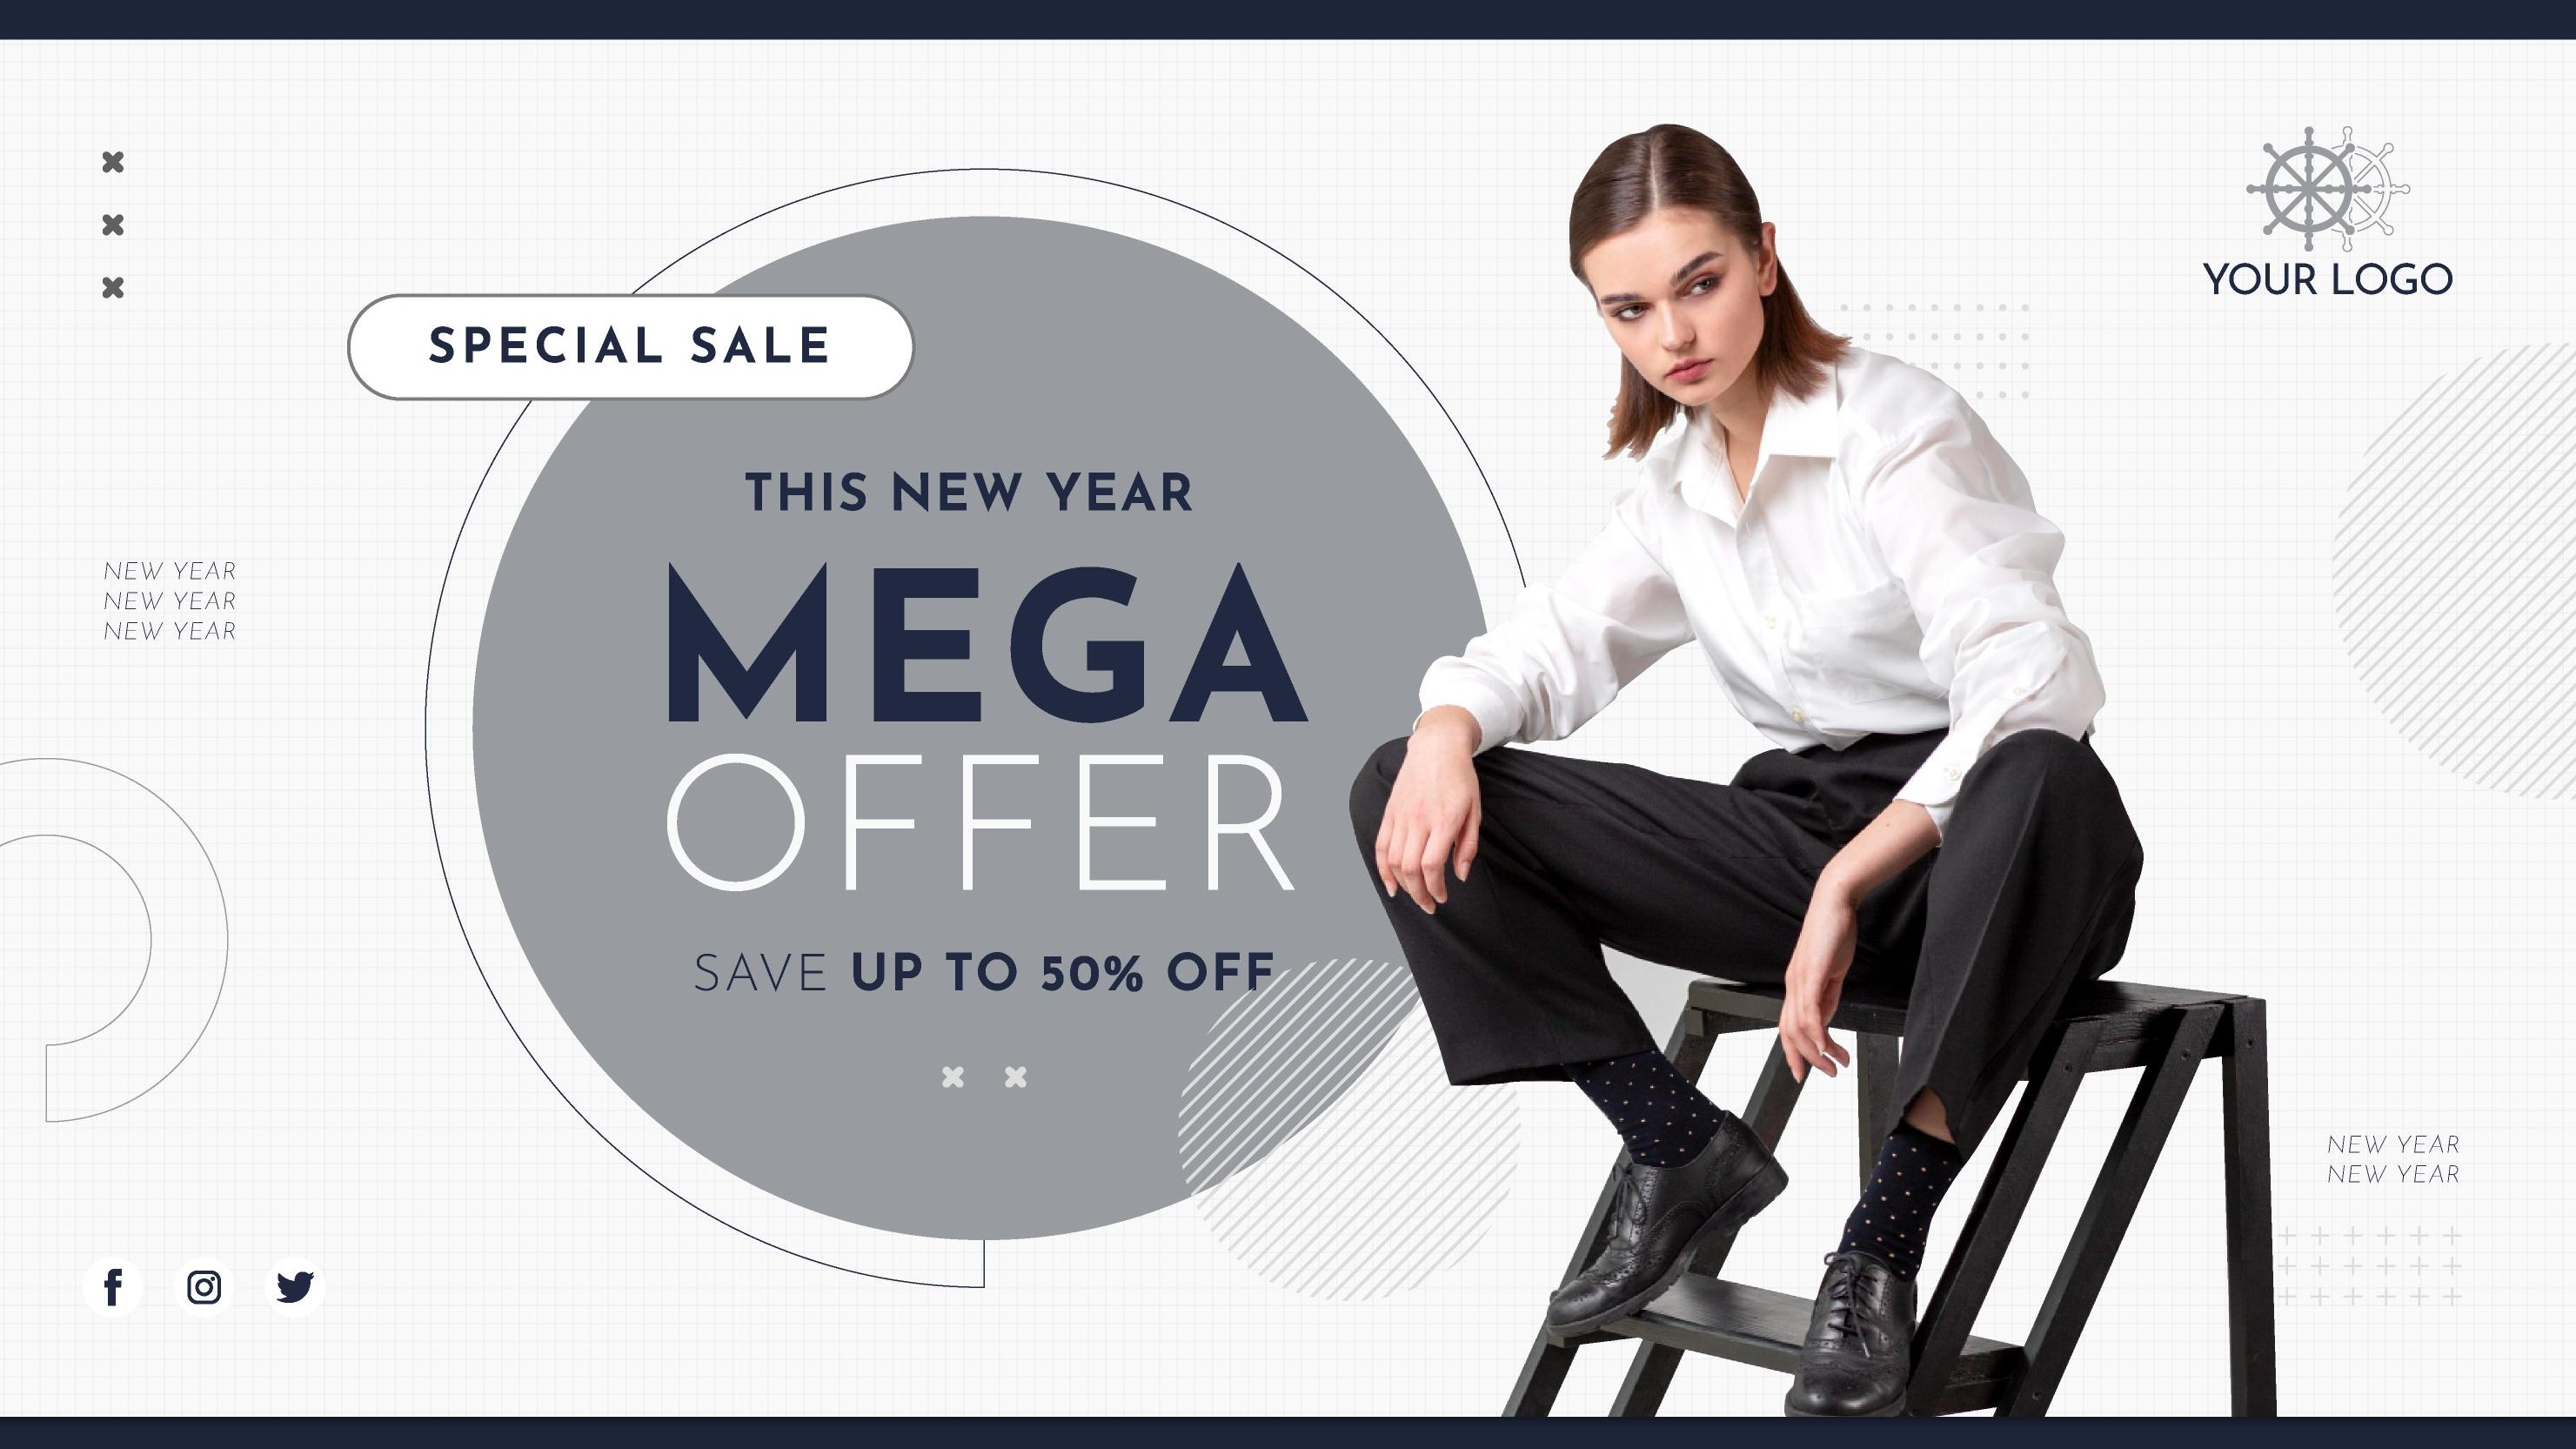 YOUR LOGO
SPECIAL SALE
THIS NEW YEAR
MEGA
OFFER
SAVE UP TO 50% OFF
NEW YEAR
NEW YEAR
NEW YEAR
NEW YEAR
NEW YEAR